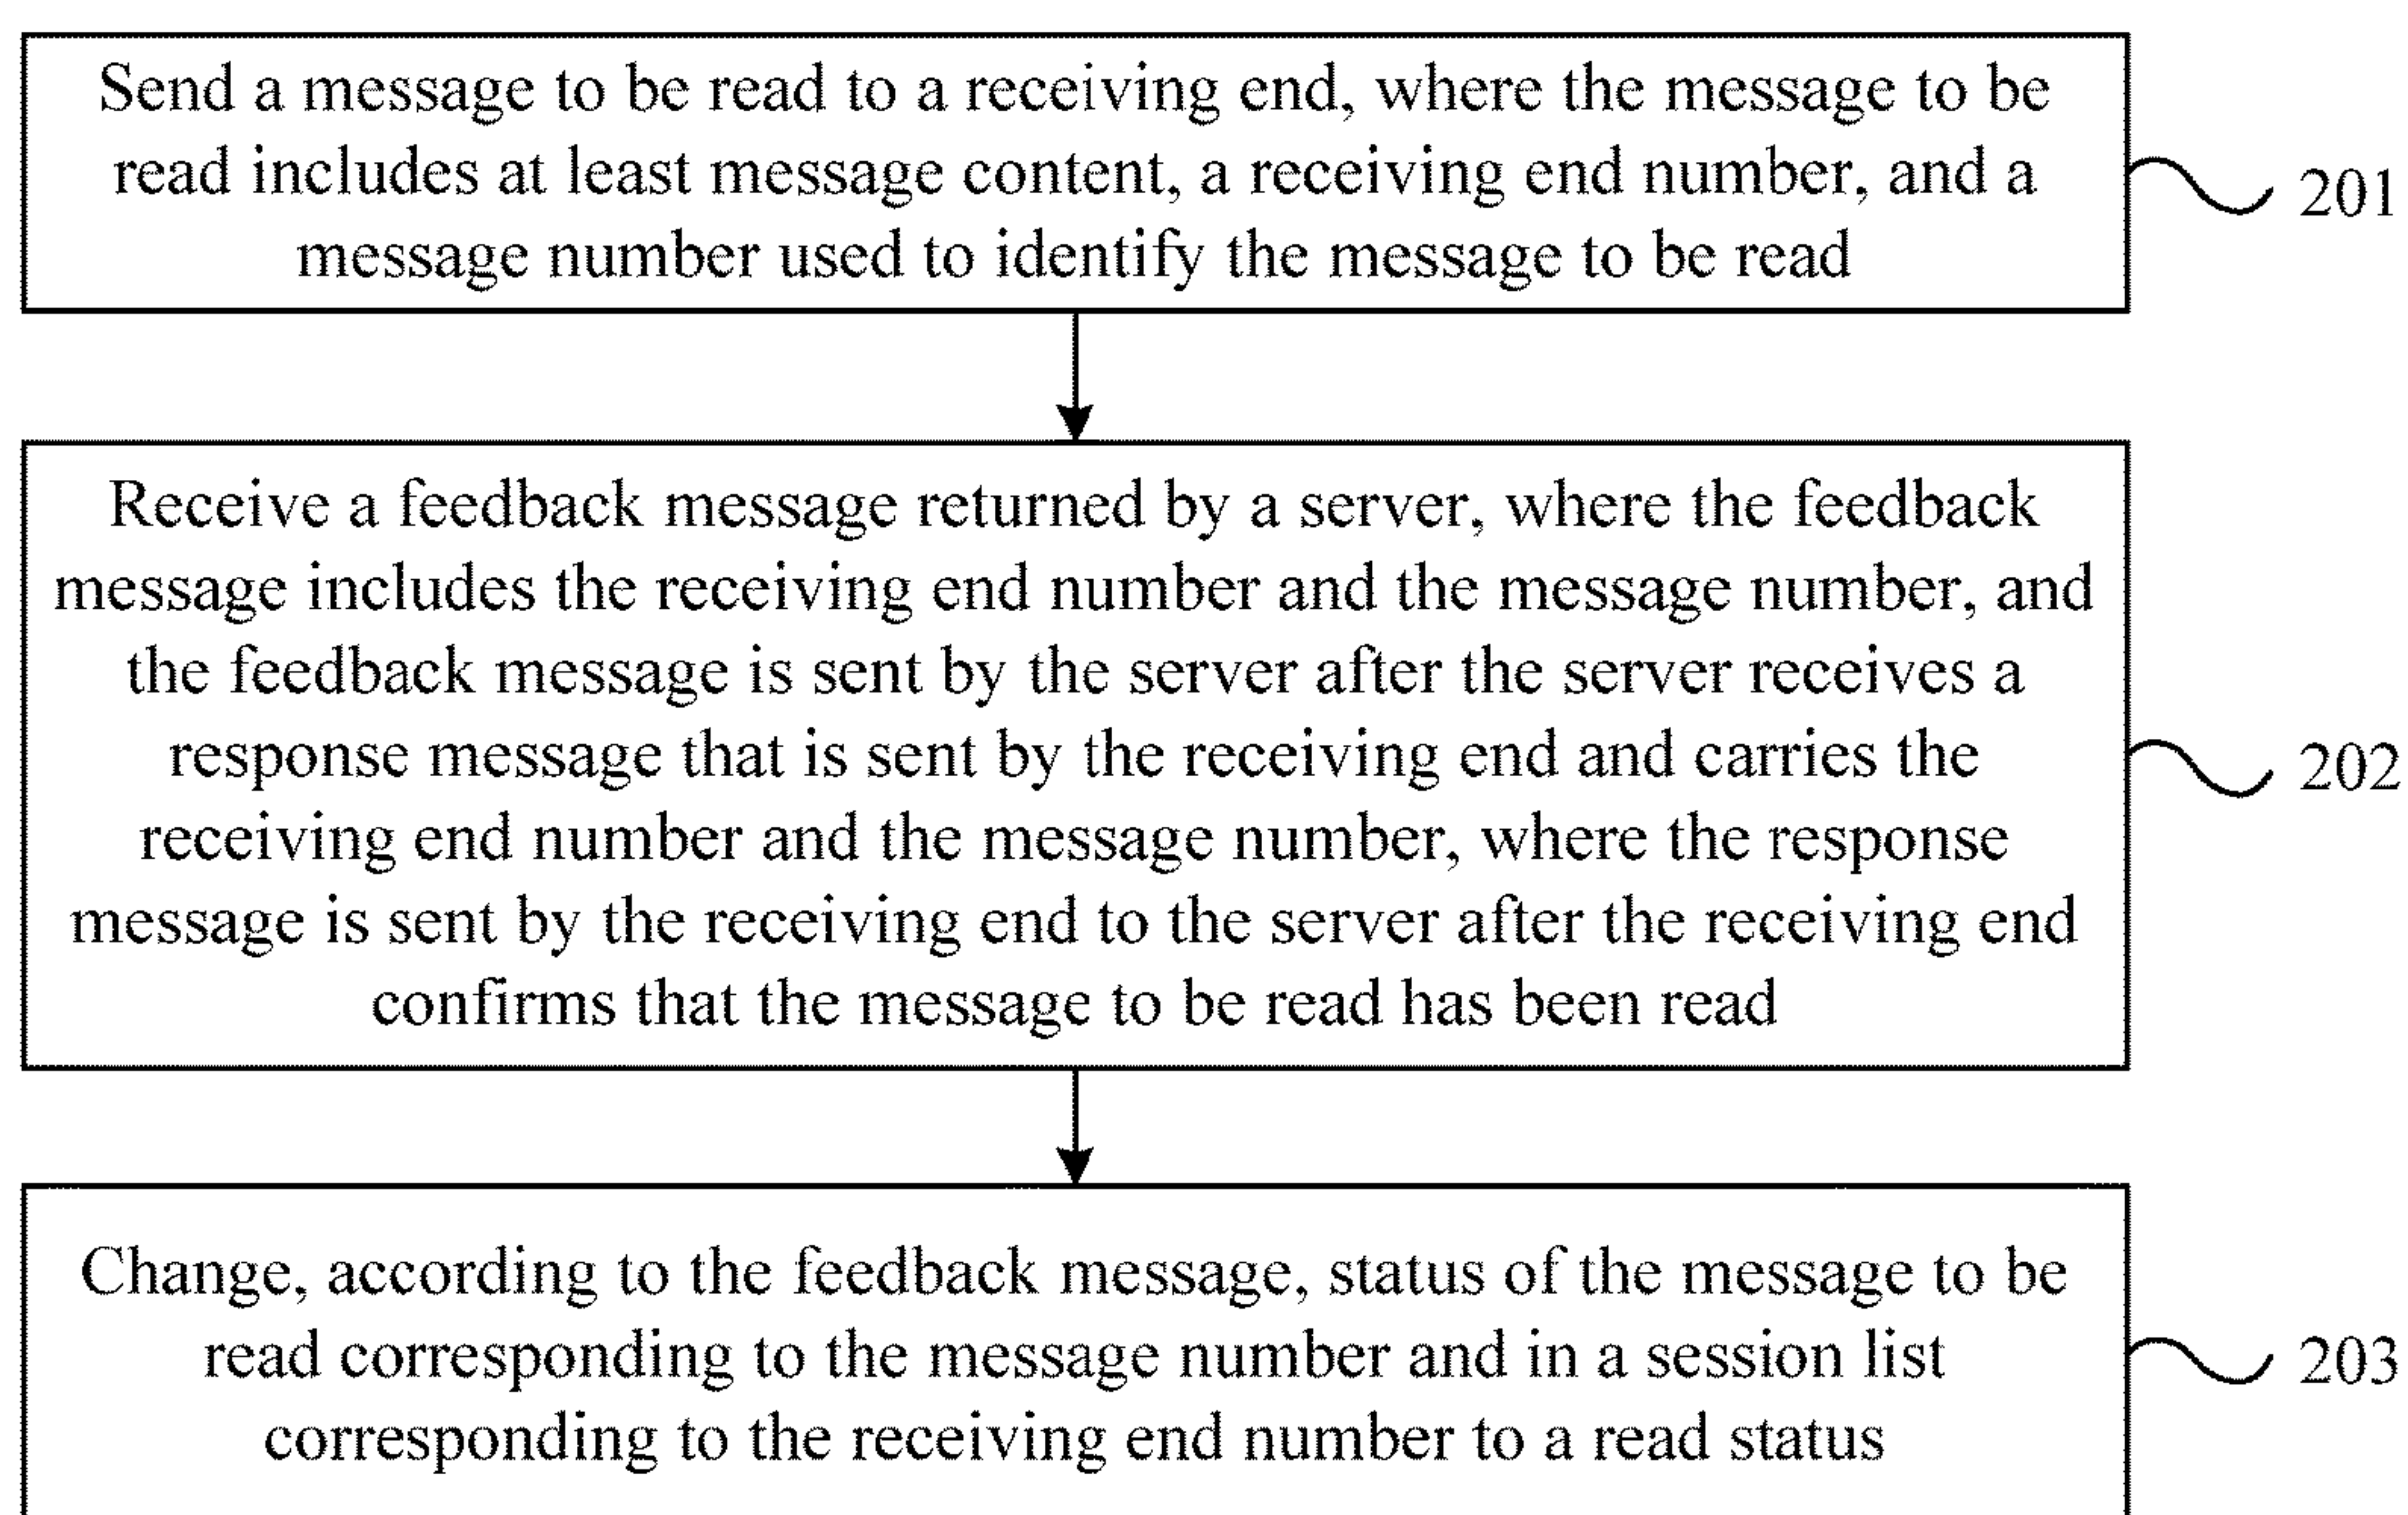 Send a message to be read to a receiving end, where the message to be
read includes at least message content, a receiving end number, and a
message number used to identify the message to be read
201
Receive a feedback message returned by a server, where the feedback
message includes the receiving end number and the message number, and
the feedback message is sent by the server after the server receives a
response message that is sent by the receiving end and carries the
receiving end number and the message number, where the response
message is sent by the receiving end to the server after the receiving end
confirms that the message to be read has been read
202
Change, according to the feedback message, status of the message to be
read corresponding to the message number and in a session list
corresponding to the receiving end number to a read status
203